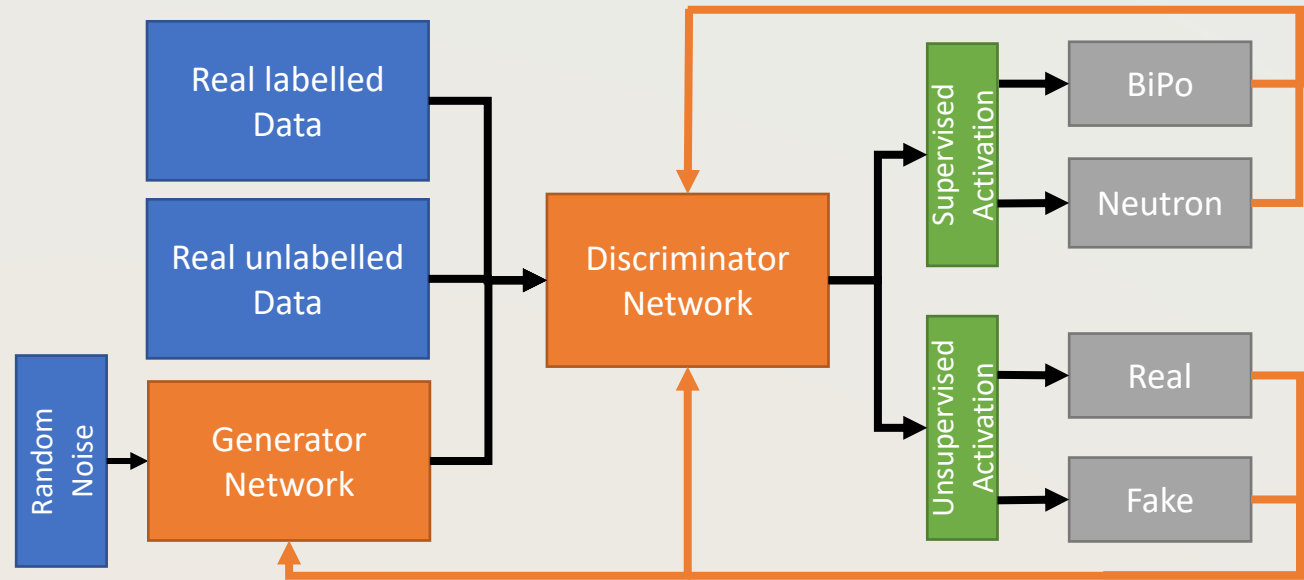 Real labelled
Data
Real unlabelled
Data
Random
Noise
Generator
Network
Discriminator
Network
Supervised
Activation
BiPo
Neutron
Unsupervised
Activation
Real
Fake